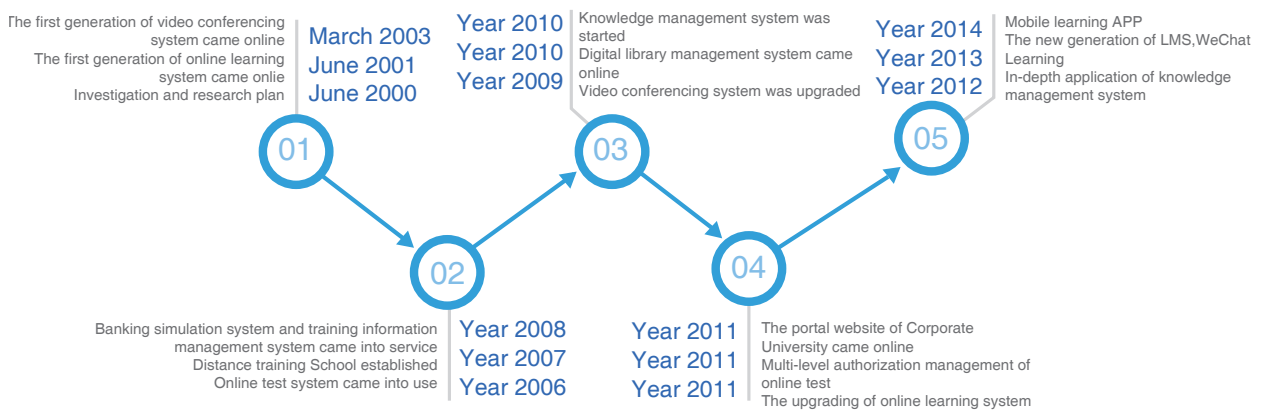 The first generation of video conferencing
system came online
The first generation of online learning
system came onlie
Investigation and research plan
March 2003
June 2001
June 2000
01
Banking simulation system and training information
management system came into service
Distance training School established
Online test system came into use
Year 2008
Year 2007
Year 2006
02
Year 2010
Year 2010
Year 2009
Knowledge management system was
started
Digital library management system came
online
Video conferencing system was upgraded
03
Year 2011
Year 2011
Year 2011
The portal website of Corporate
University came online
Multi-level authorization management of
online test
The upgrading of online learning system
04
Year 2014
Year 2013
Year 2012
Mobile learning APP
The new generation of LMS,WeChat
Learning
In-depth application of knowledge
management system
05